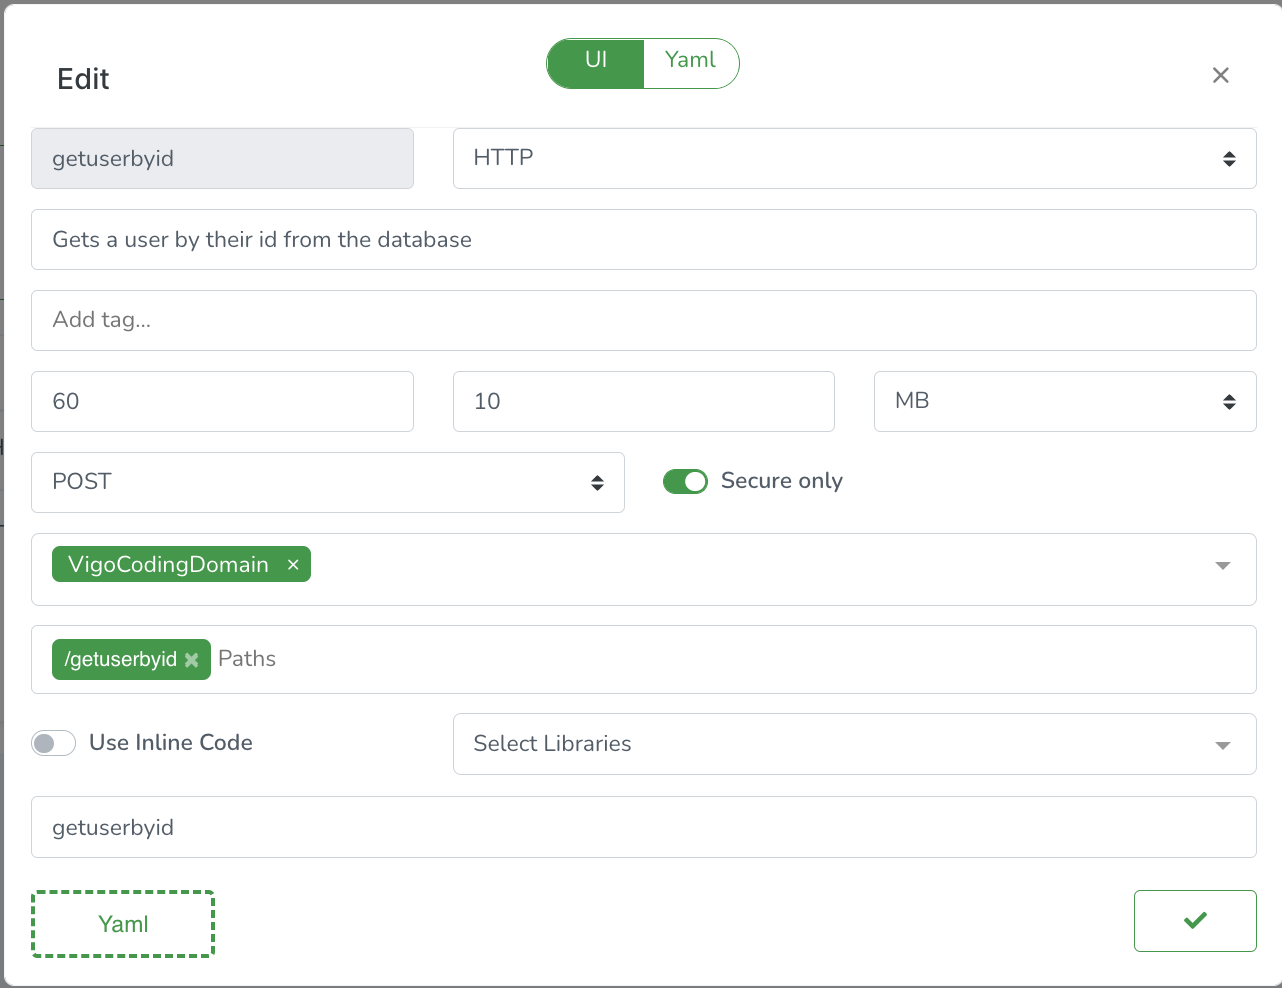 Edit
UI
Yaml
getuserbyid
HTTP
Gets a user by their id from the database
Add tag...
60
10
MB
POST
Secure only
VigoCodingDomain ×
/getuserbyid × Paths
Use Inline Code
Select Libraries
getuserbyid
Yaml